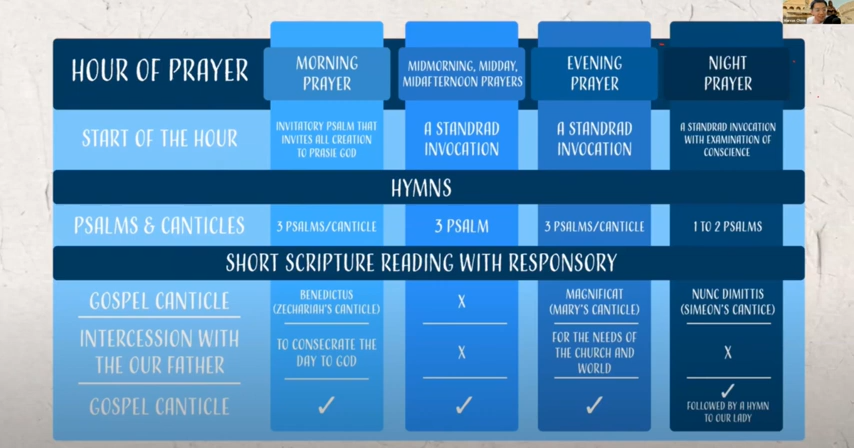 HOUR OF PRAYER
MORNING
PRAYER
MIDMORNING, MIDDAY,
MIDAFTERNOON PRAYERS
EVENING
PRAYER
NIGHT
PRAYER
START OF THE HOUR
INVITATORY PSALM THAT
INVITES ALL CREATION
TO PRASIE GOD
A STANDRAD
INVOCATION
A STANDRAD
INVOCATION
A STANDRAD INVOCATION
WITH EXAMINATION OF
CONSCIENCE
HYMNS
PSALMS & CANTICLES
3 PSALMS/CANTICLE
3 PSALM
3 PSALMS/CANTICLE
1 TO 2 PSALMS
SHORT SCRIPTURE READING WITH RESPONSORY
GOSPEL CANTICLE
BENEDICTUS
(ZECHARIAH'S CANTICLE)
X
MAGNIFICAT
(MARY'S CANTICLE)
NUNC DIMITTIS
(SIMEON'S CANTICE)
INTERCESSION WITH
THE OUR FATHER
TO CONSECRATE THE
DAY TO GOD
X
FOR THE NEEDS OF
THE CHURCH AND
WORLD
X
GOSPEL CANTICLE
✓
✓
✓
✓
FOLLOWED BY A HYMN
TO OUR LADY